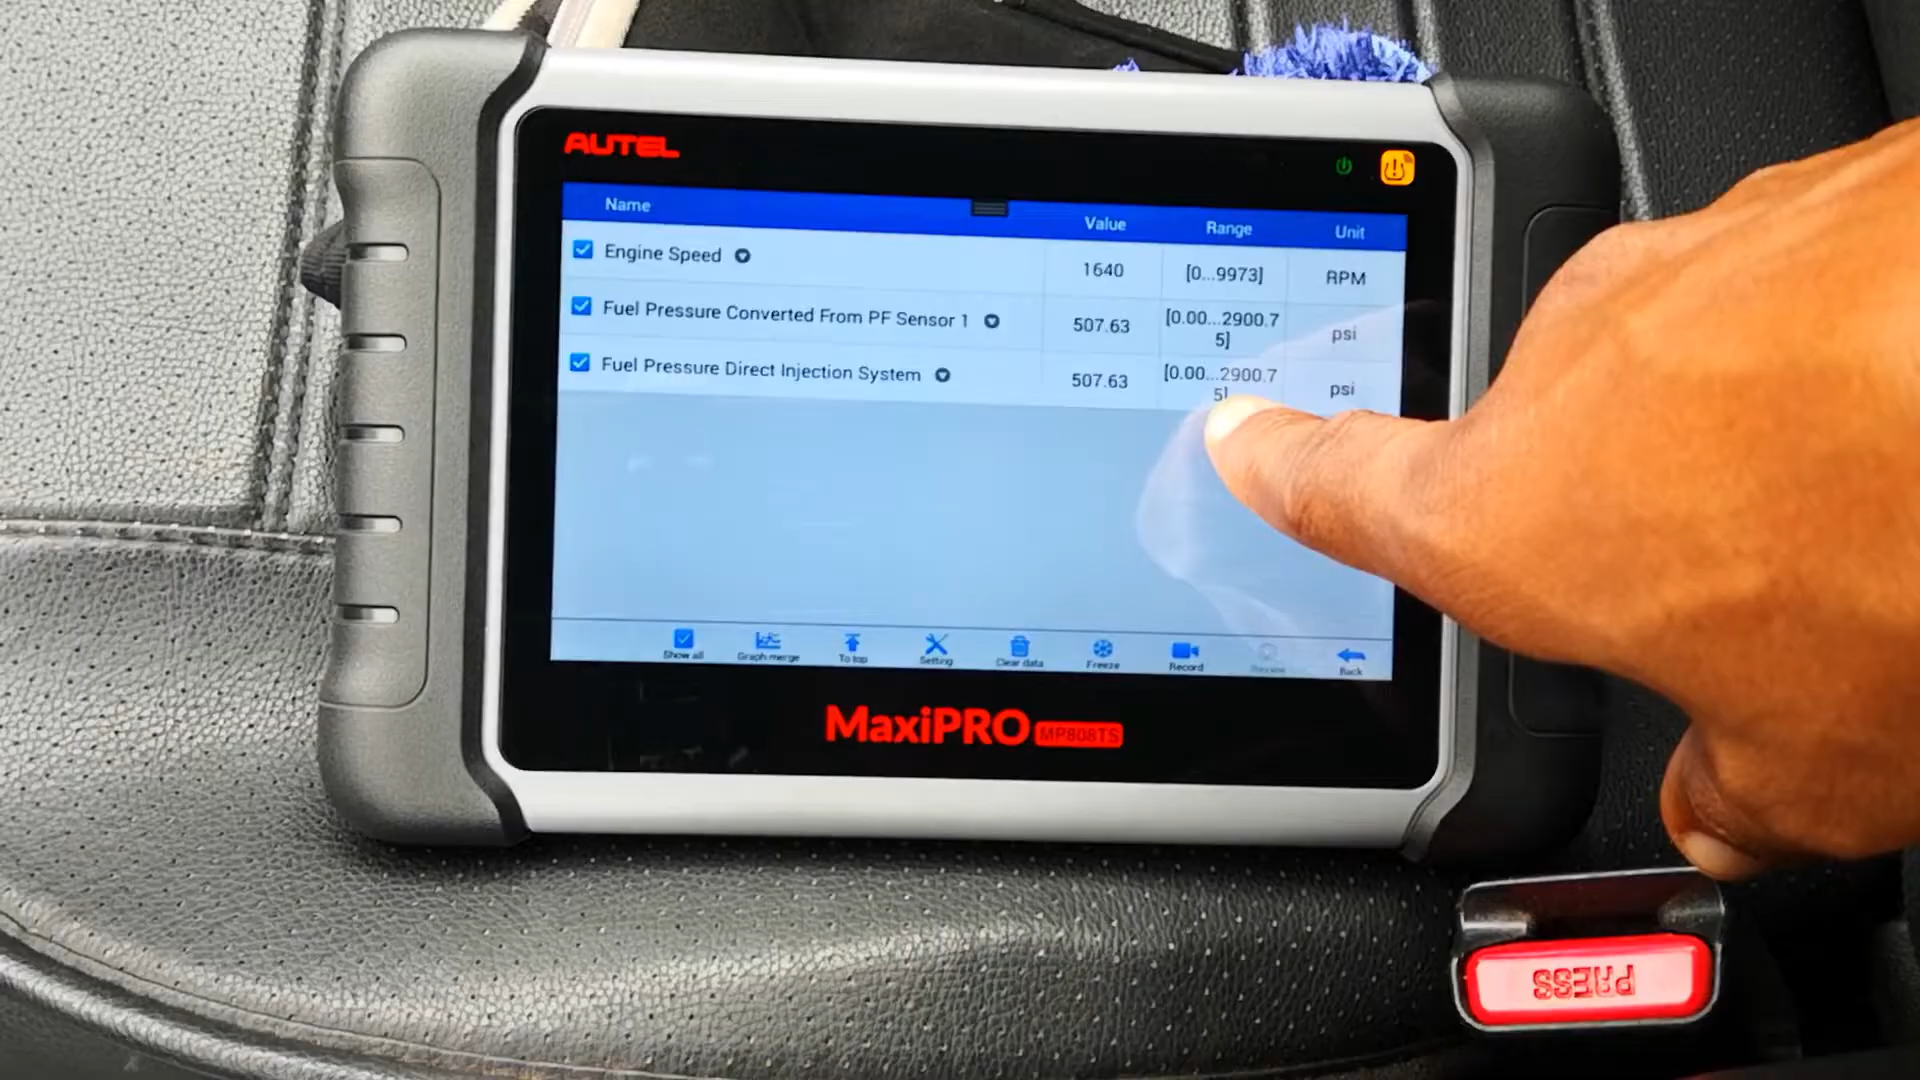 AUTEL
Name Value Range Unit
Engine Speed 1640 [0...9973] RPM
Fuel Pressure Converted From PF Sensor 1 507.63 [0.00...2900.7
5] psi
Fuel Pressure Direct Injection System 507.63 [0.00...2900.7
5] psi
Show all Graph merge To top Setting Clear data Freeze Record Review Back
MaxiPRO MP808TS
PRESS